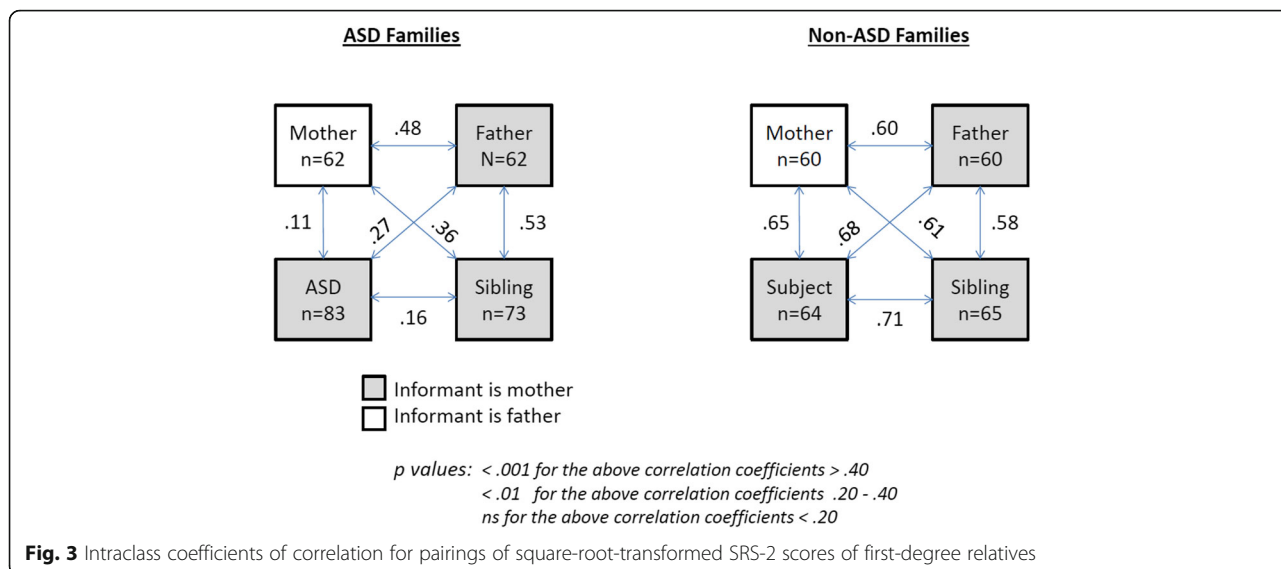 ASD Families
Non-ASD Families
Mother
n=62
.48
Father
N=62
.11
.27
.36
.53
ASD
n=83
.16
Sibling
n=73
Mother
n=60
.60
Father
n=60
.65
.68
.61
.58
Subject
n=64
.71
Sibling
n=65
Informant is mother
Informant is father
p values: < .001 for the above correlation coefficients > .40
< .01 for the above correlation coefficients .20 - .40
ns for the above correlation coefficients < .20
Fig. 3 Intraclass coefficients of correlation for pairings of square-root-transformed SRS-2 scores of first-degree relatives